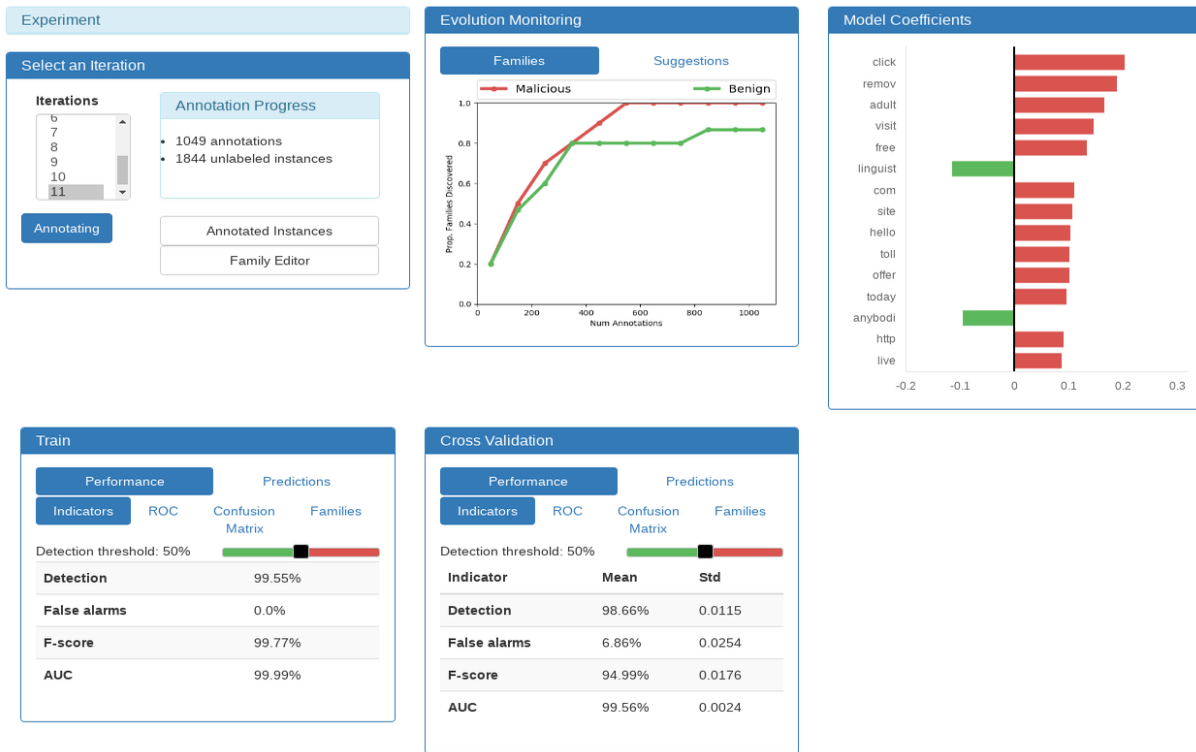 Experiment
Select an Iteration
Iterations
6
7
8
9
10
11
Annotating
Annotation Progress
1049 annotations
1844 unlabeled instances
Annotated Instances
Family Editor
Evolution Monitoring
Families Suggestions
Malicious Benign
1.0
0.8
0.6
0.4
0.2
0.0
Prop. Families Discovered
0 200 400 600 800 1000
Num Annotations
Model Coefficients
click
remov
adult
visit
free
linguist
com
site
hello
toll
offer
today
anybodi
http
live
-0.2 -0.1 0 0.1 0.2 0.3
Train
Performance Predictions
Indicators ROC Confusion Families
Matrix
Detection threshold: 50%
Detection 99.55%
False alarms 0.0%
F-score 99.77%
AUC 99.99%
Cross Validation
Performance Predictions
Indicators ROC Confusion Families
Matrix
Detection threshold: 50%
Indicator Mean Std
Detection 98.66% 0.0115
False alarms 6.86% 0.0254
F-score 94.99% 0.0176
AUC 99.56% 0.0024